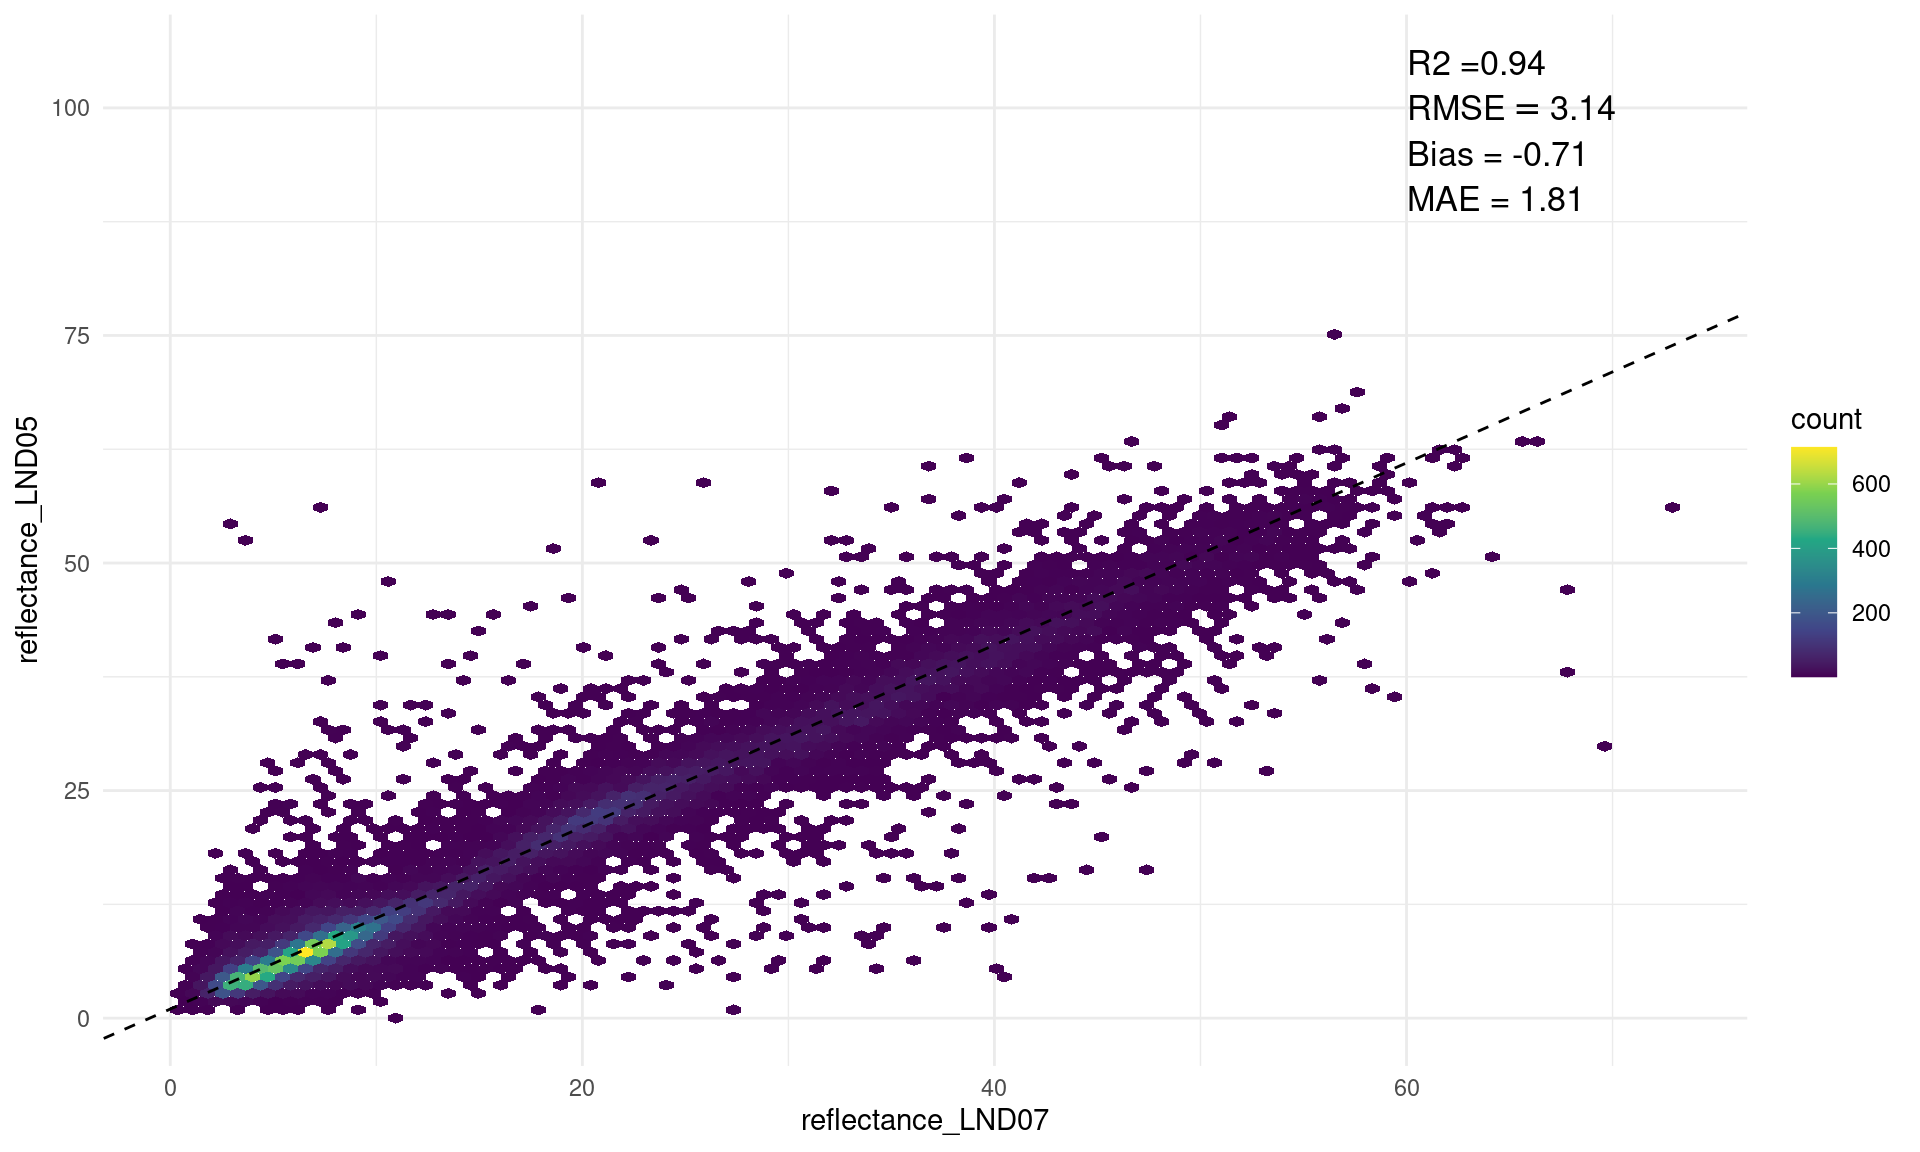 R2 =0.94
RMSE = 3.14
Bias = -0.71
MAE = 1.81
100
75
50
25
0
reflectance_LND05
0 20 40 60
reflectance_LND07
count
600
400
200